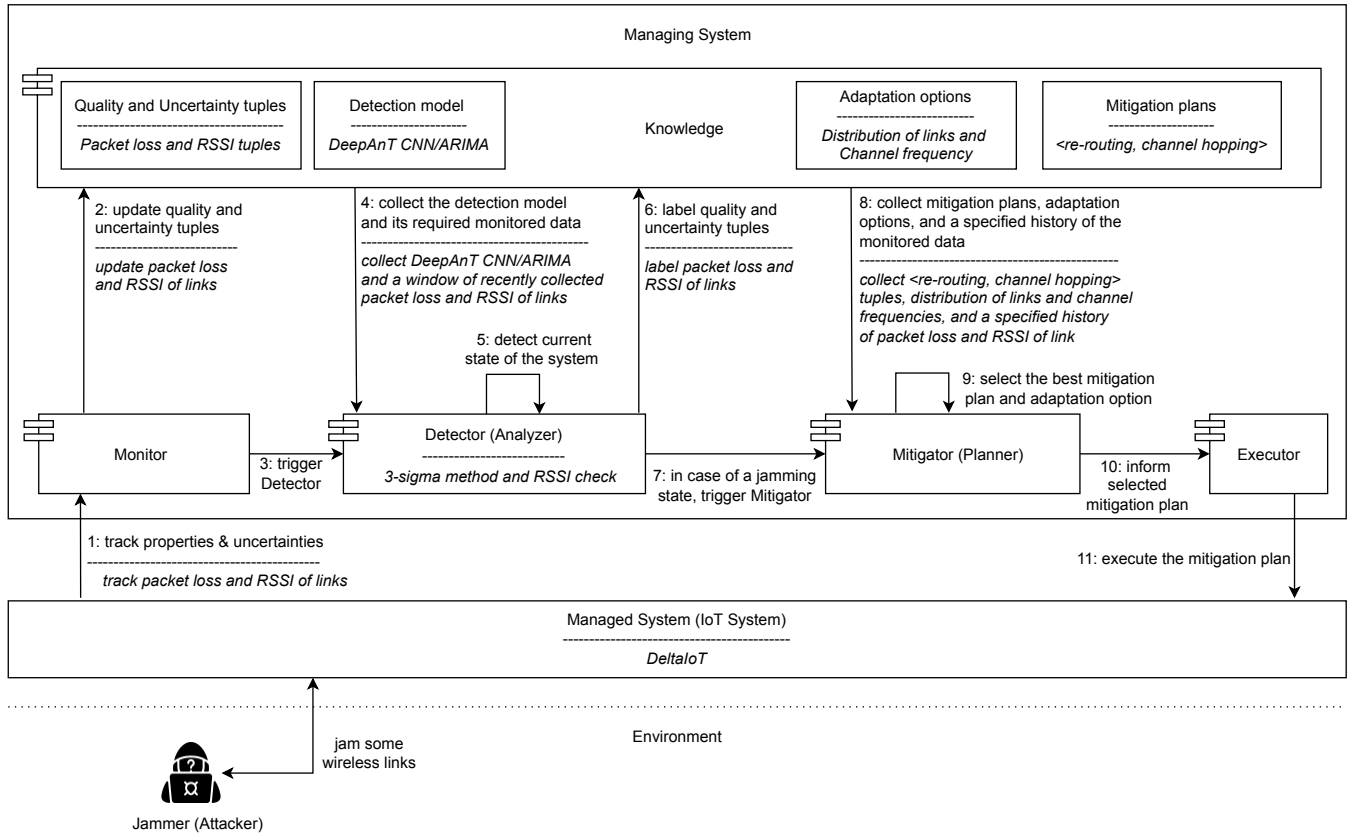 Managing System
Quality and Uncertainty tuples
Packet loss and RSSI tuples
Detection model
DeepAnT CNN/ARIMA
Knowledge
Adaptation options
Distribution of links and
Channel frequency
Mitigation plans
<re-routing, channel hopping>
2: update quality and
uncertainty tuples
update packet loss
and RSSI of links
4: collect the detection model
and its required monitored data
collect DeepAnT CNN/ARIMA
and a window of recently collected
packet loss and RSSI of links
6: label quality and
uncertainty tuples
label packet loss and
RSSI of links
8: collect mitigation plans, adaptation
options, and a specified history of the
monitored data
collect <re-routing, channel hopping>
tuples, distribution of links and channel
frequencies, and a specified history
of packet loss and RSSI of link
5: detect current
state of the system
9: select the best mitigation
plan and adaptation option
Monitor
3: trigger
Detector
Detector (Analyzer)
3-sigma method and RSSI check
7: in case of a jamming
state, trigger Mitigator
Mitigator (Planner)
10: inform
selected
mitigation plan
Executor
1: track properties & uncertainties
track packet loss and RSSI of links
11: execute the mitigation plan
Managed System (IoT System)
DeltaIoT
Environment
jam some
wireless links
?
Jammer (Attacker)